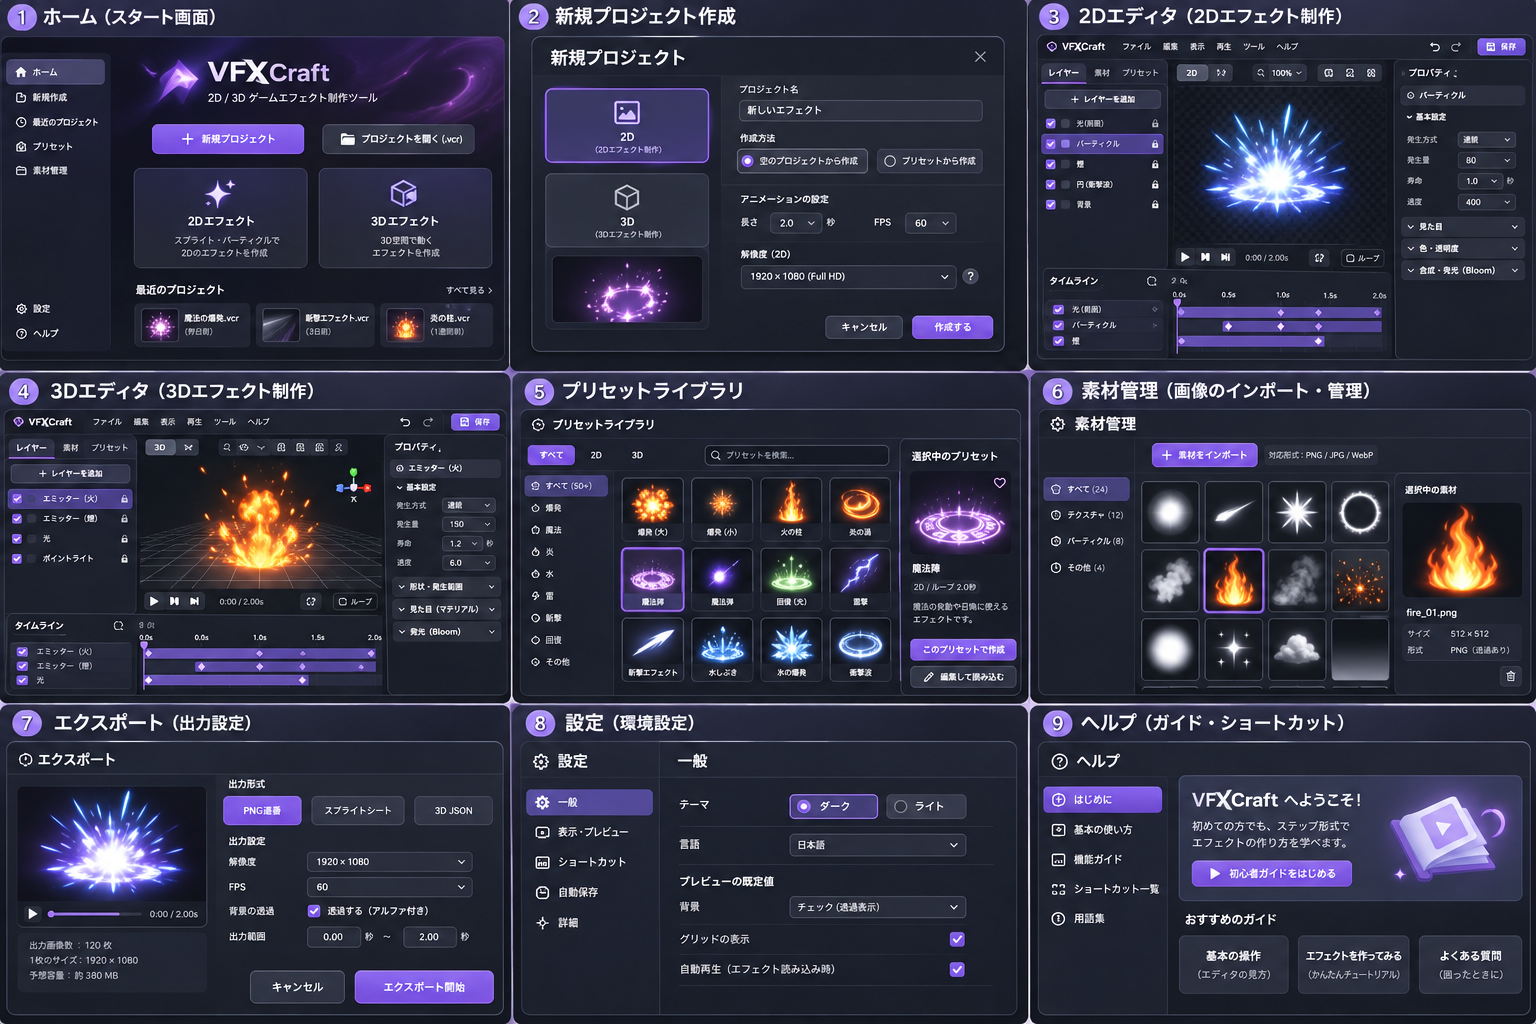 1 ホーム（スタート画面）
ホーム
新規作成
最近のプロジェクト
プリセット
素材管理
設定
ヘルプ
VFXCraft
2D / 3D ゲームエフェクト制作ツール
＋ 新規プロジェクト
プロジェクトを開く (.vcr)
2Dエフェクト
スプライト・パーティクルで
2Dのエフェクトを作成
3Dエフェクト
3D空間で動く
エフェクトを作成
最近のプロジェクト
すべて見る
魔法の爆発.vcr
斬撃エフェクト.vcr
(3日前)
炎の柱.vcr
(1週間前)
2 新規プロジェクト作成
新規プロジェクト
2D
(2Dエフェクト制作)
3D
(3Dエフェクト制作)
プロジェクト名
新しいエフェクト
作成方法
空のプロジェクトから作成
プリセットから作成
アニメーションの設定
長さ 2.0 秒 FPS 60
解像度 (2D)
1920 × 1080 (Full HD)
?
キャンセル
作成する
3 2Dエディタ（2Dエフェクト制作）
VFXCraft ファイル 編集 表示 再生 ツール ヘルプ
保存
レイヤー 素材 プリセット
＋ レイヤーを追加
パーティクル
煙
円 (衝撃波)
背景
2D
100%
0:00 / 2.00s
ループ
プロパティ
パーティクル
基本設定
発生方式 連続
発生量 80
寿命 1.0 秒
速度 400
見た目
色・透明度
合成・発光 (Bloom)
タイムライン
0.0s 0.5s 1.0s 1.5s 2.0s
パーティクル
煙
4 3Dエディタ（3Dエフェクト制作）
VFXCraft ファイル 編集 表示 再生 ツール ヘルプ
保存
レイヤー 素材 プリセット
＋ レイヤーを追加
エミッター（火）
エミッター（煙）
光
ポイントライト
3D
0:00 / 2.00s
ループ
プロパティ
エミッター（火）
基本設定
発生方式 連続
発生量 150
寿命 1.2 秒
速度 6.0
形状・発生範囲
見た目（マテリアル）
発光（Bloom）
タイムライン
0.0s 0.5s 1.0s 1.5s 2.0s
エミッター（火）
エミッター（煙）
光
5 プリセットライブラリ
プリセットライブラリ
すべて 2D 3D
プリセットを検索...
すべて (50+)
爆発
魔法
炎
水
雷
斬撃
回復
その他
爆発 (大)
爆発 (小)
火の柱
炎の渦
魔法陣
魔法弾
回復 (光)
雷撃
斬撃エフェクト
水しぶき
氷の爆発
衝撃波
選択中のプリセット
魔法陣
2D / ループ 2.0秒
魔法の発動や召喚に使える
エフェクトです。
このプリセットで作成
編集して読み込む
6 素材管理（画像のインポート・管理）
素材管理
＋ 素材をインポート
対応形式：PNG / JPG / WebP
すべて (24)
テクスチャ (12)
パーティクル (8)
その他 (4)
選択中の素材
fire_01.png
サイズ 512 × 512
形式 PNG（透過あり）
7 エクスポート（出力設定）
エクスポート
0:00 / 2.00s
出力画像数：120 枚
1枚のサイズ：1920 × 1080
予想容量：約 380 MB
出力形式
PNG連番
スプライトシート
3D JSON
出力設定
解像度 1920 × 1080
FPS 60
背景の透過 透過する（アルファ付き）
出力範囲 0.00 秒 ～ 2.00 秒
キャンセル
エクスポート開始
8 設定（環境設定）
設定
一般
表示・プレビュー
ショートカット
自動保存
詳細
一般
テーマ ダーク ライト
言語 日本語
プレビューの既定値
背景 チェック (透過表示)
グリッドの表示
自動再生（エフェクト読み込み時）
9 ヘルプ（ガイド・ショートカット）
ヘルプ
はじめに
基本の使い方
機能ガイド
ショートカット一覧
用語集
VFXCraft へようこそ！
初めての方でも、ステップ形式で
エフェクトの作り方を学べます。
初心者ガイドをはじめる
おすすめのガイド
基本の操作
（エディタの見方）
エフェクトを作ってみる
（かんたんチュートリアル）
よくある質問
（困ったときに）